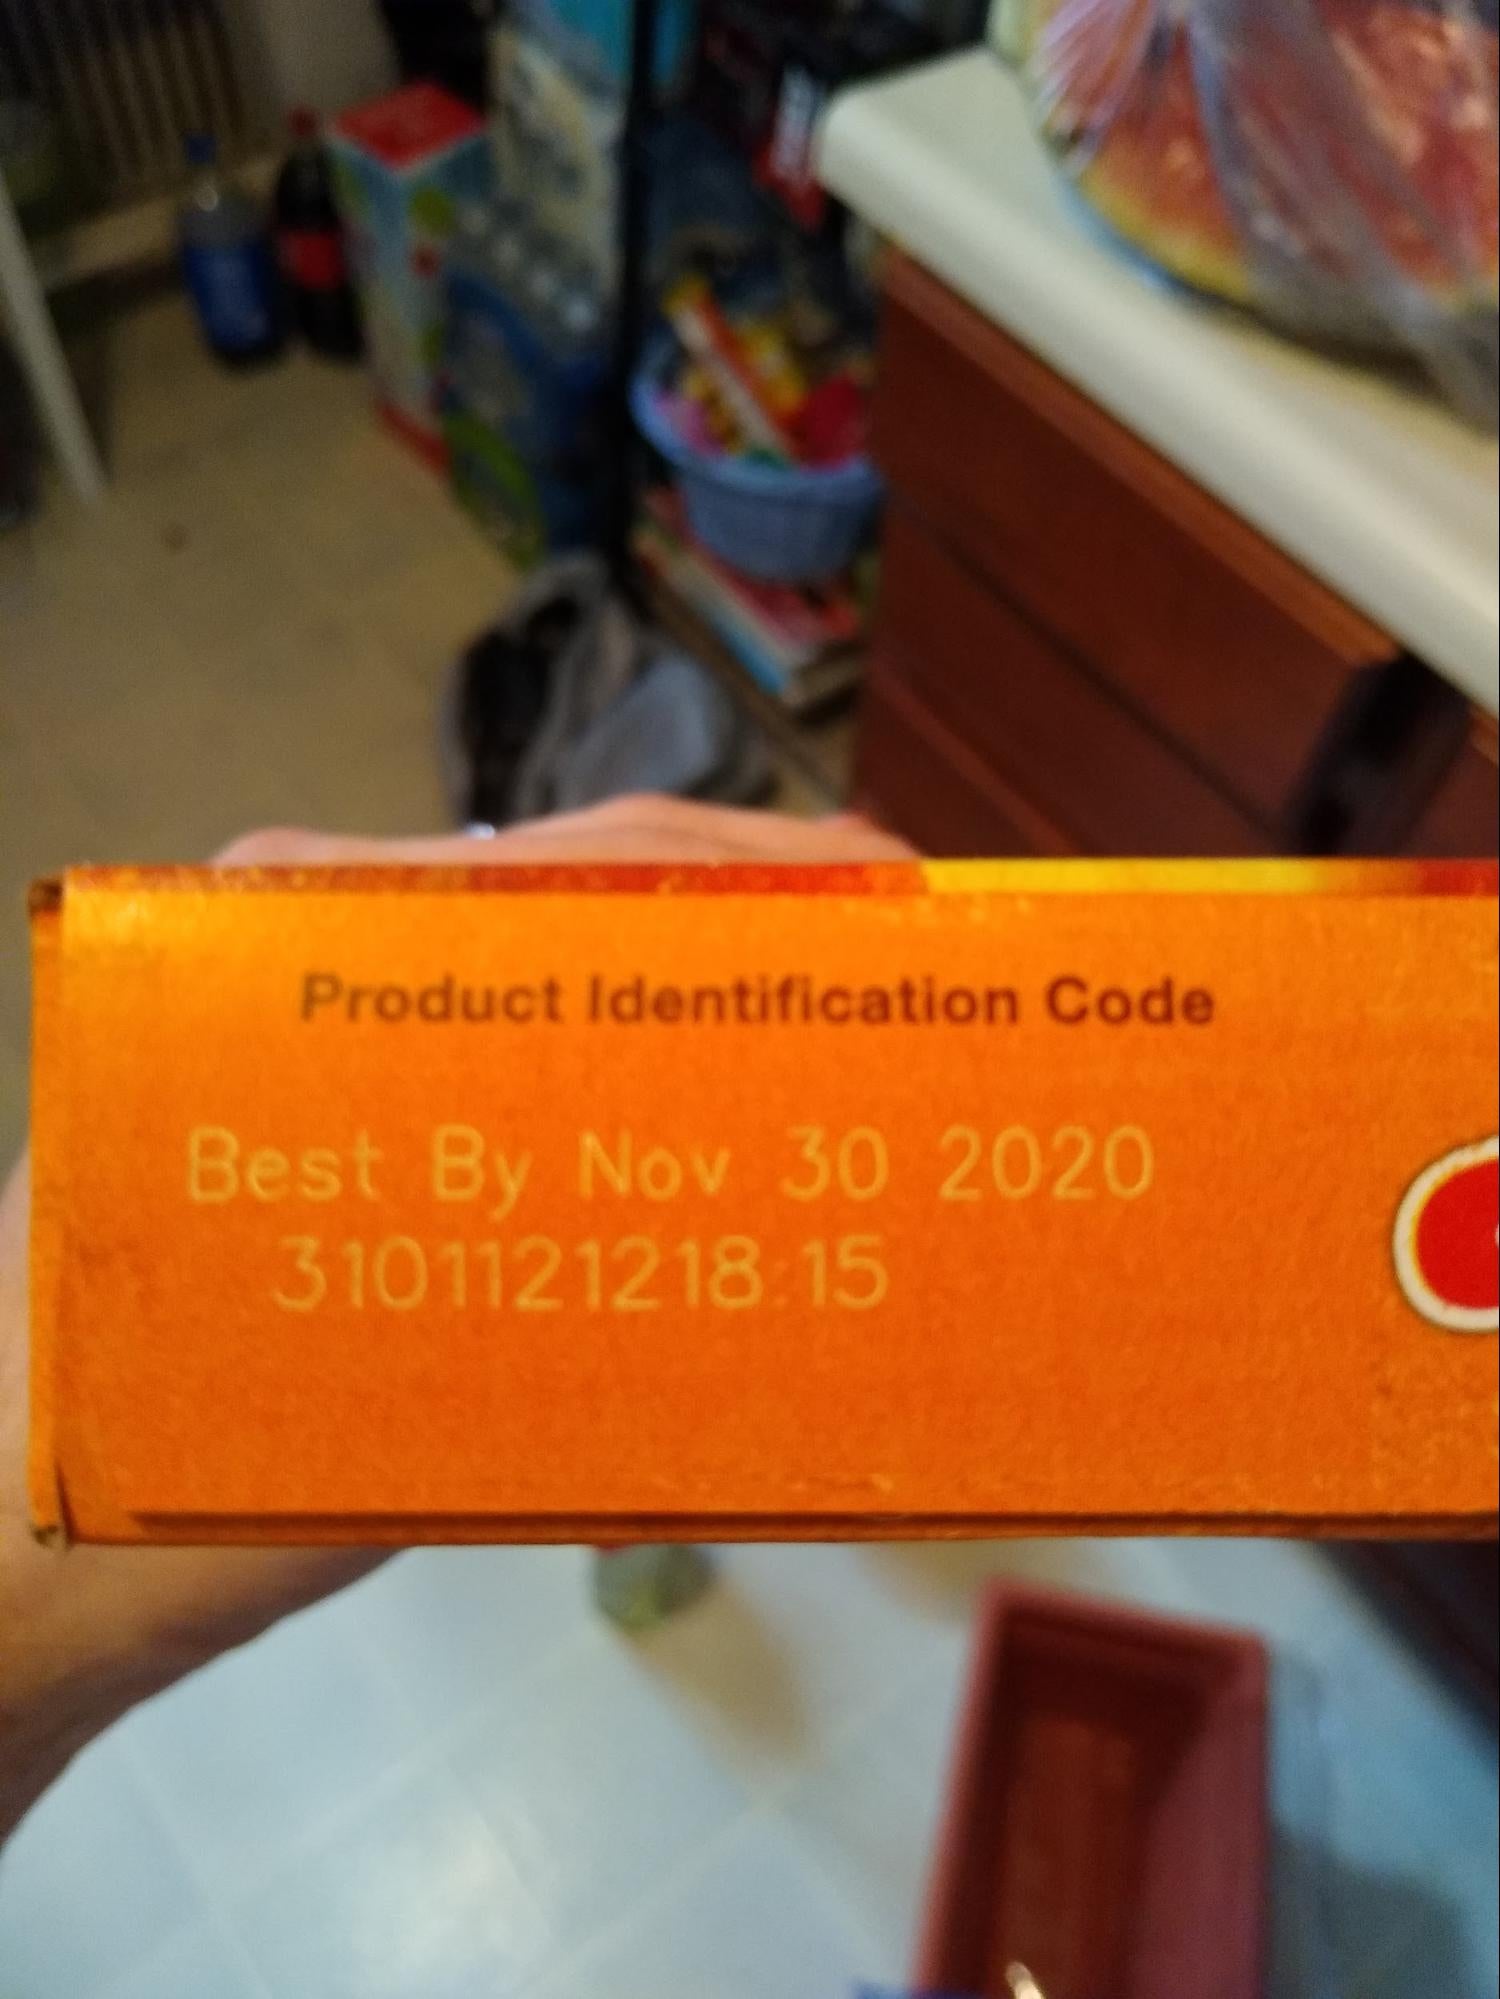 Product Identification Code
Best By Nov 30 2020
3101121218:15